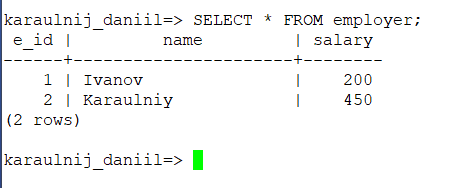 karaulnij_daniil=> SELECT * FROM employer;
 e_id |         name         | salary
------+----------------------+--------
    1 | Ivanov               |    200
    2 | Karaulniy            |    450
(2 rows)
karaulnij_daniil=>